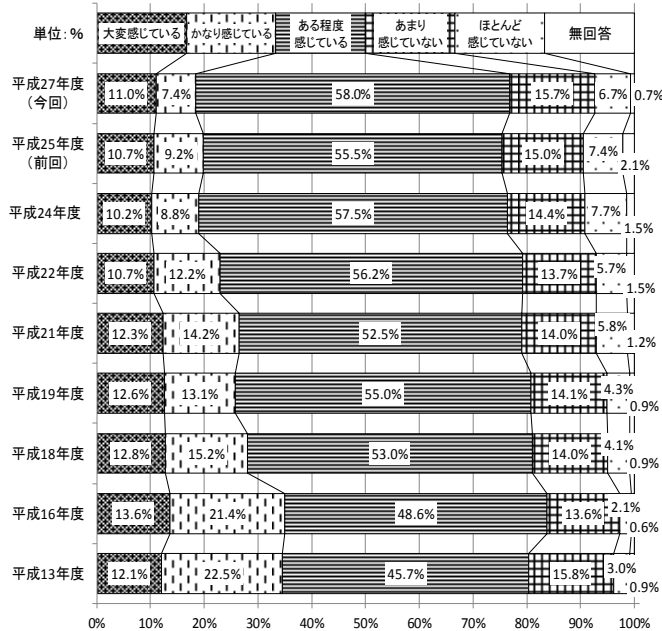 単位：％
大変感じている
かなり感じている
ある程度
感じている
あまり
感じていない
ほとんど
感じていない
無回答
平成27年度
（今回）
11.0%
7.4%
58.0%
15.7%
6.7%
0.7%
平成25年度
（前回）
10.7%
9.2%
55.5%
15.0%
7.4%
2.1%
平成24年度
10.2%
8.8%
57.5%
14.4%
7.7%
1.5%
平成22年度
10.7%
12.2%
56.2%
13.7%
5.7%
1.5%
平成21年度
12.3%
14.2%
52.5%
14.0%
5.8%
1.2%
平成19年度
12.6%
13.1%
55.0%
14.1%
4.3%
0.9%
平成18年度
12.8%
15.2%
53.0%
14.0%
4.1%
0.9%
平成16年度
13.6%
21.4%
48.6%
13.6%
2.1%
0.6%
平成13年度
12.1%
22.5%
45.7%
15.8%
3.0%
0.9%
0% 10% 20% 30% 40% 50% 60% 70% 80% 90% 100%